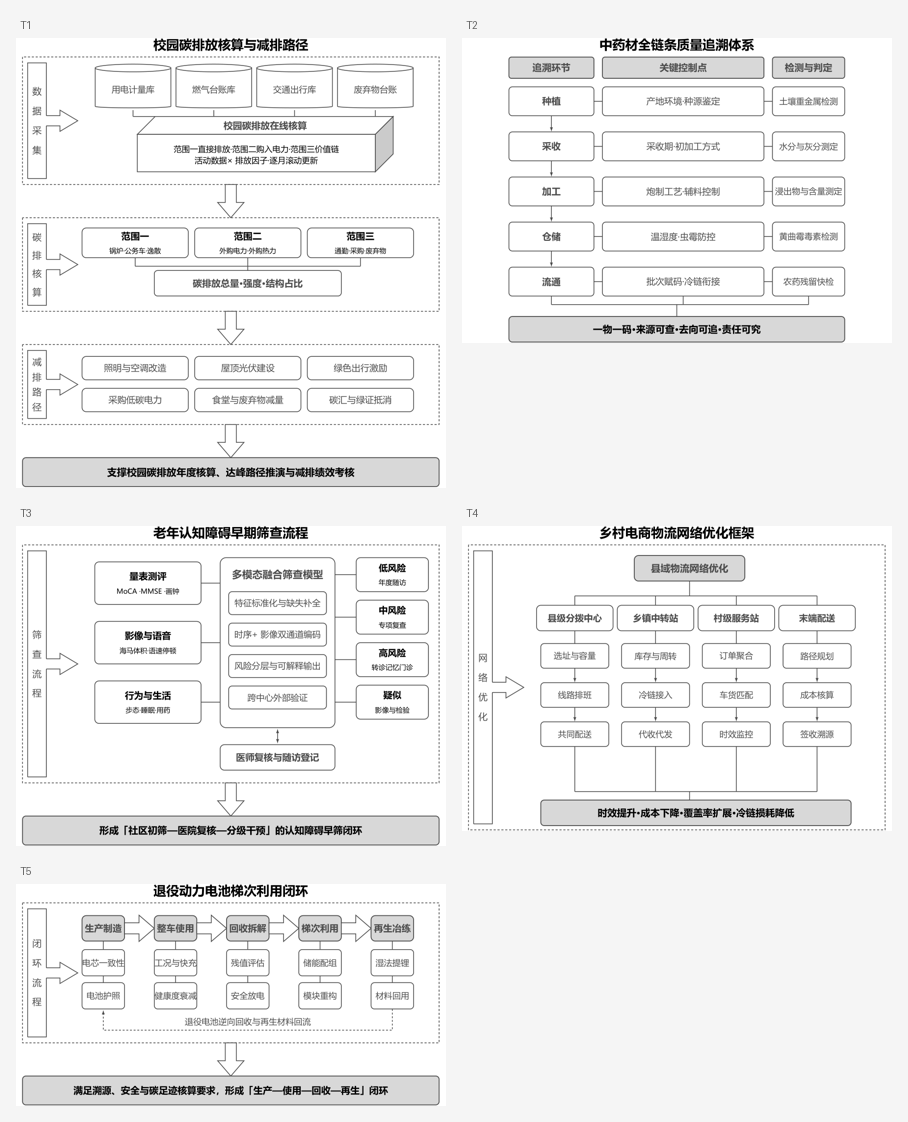 T1
校园碳排放核算与减排路径
数据采集
用电计量库
燃气台账库
交通出行库
废弃物台账
校园碳排放在线核算
范围一直接排放·范围二购入电力·范围三价值链
活动数据× 排放因子·逐月滚动更新
碳排核算
范围一
锅炉·公务车·逸散
范围二
外购电力·外购热力
范围三
通勤·采购·废弃物
碳排放总量·强度·结构占比
减排路径
照明与空调改造
屋顶光伏建设
绿色出行激励
采购低碳电力
食堂与废弃物减量
碳汇与绿证抵消
支撑校园碳排放年度核算、达峰路径推演与减排绩效考核
T2
中药材全链条质量追溯体系
追溯环节
关键控制点
检测与判定
种植
产地环境·种源鉴定
土壤重金属检测
采收
采收期·初加工方式
水分与灰分测定
加工
炮制工艺·辅料控制
浸出物与含量测定
仓储
温湿度·虫霉防控
黄曲霉毒素检测
流通
批次赋码·冷链衔接
农药残留快检
一物一码·来源可查·去向可追·责任可究
T3
老年认知障碍早期筛查流程
筛查流程
量表测评
MoCA ·MMSE ·画钟
影像与语音
海马体积·语速停顿
行为与生活
步态·睡眠·用药
多模态融合筛查模型
特征标准化与缺失补全
时序+ 影像双通道编码
风险分层与可解释输出
跨中心外部验证
低风险
年度随访
中风险
专项复查
高风险
转诊记忆门诊
疑似
影像与检验
医师复核与随访登记
形成「社区初筛—医院复核—分级干预」的认知障碍早筛闭环
T4
乡村电商物流网络优化框架
网络优化
县域物流网络优化
县级分拨中心
乡镇中转站
村级服务站
末端配送
选址与容量
库存与周转
订单聚合
路径规划
线路排班
冷链接入
车货匹配
成本核算
共同配送
代收代发
时效监控
签收溯源
时效提升·成本下降·覆盖率扩展·冷链损耗降低
T5
退役动力电池梯次利用闭环
闭环流程
生产制造
整车使用
回收拆解
梯次利用
再生冶炼
电芯一致性
工况与快充
残值评估
储能配组
湿法提锂
电池护照
健康度衰减
安全放电
模块重构
材料回用
退役电池逆向回收与再生材料回流
满足溯源、安全与碳足迹核算要求，形成「生产—使用—回收—再生」闭环